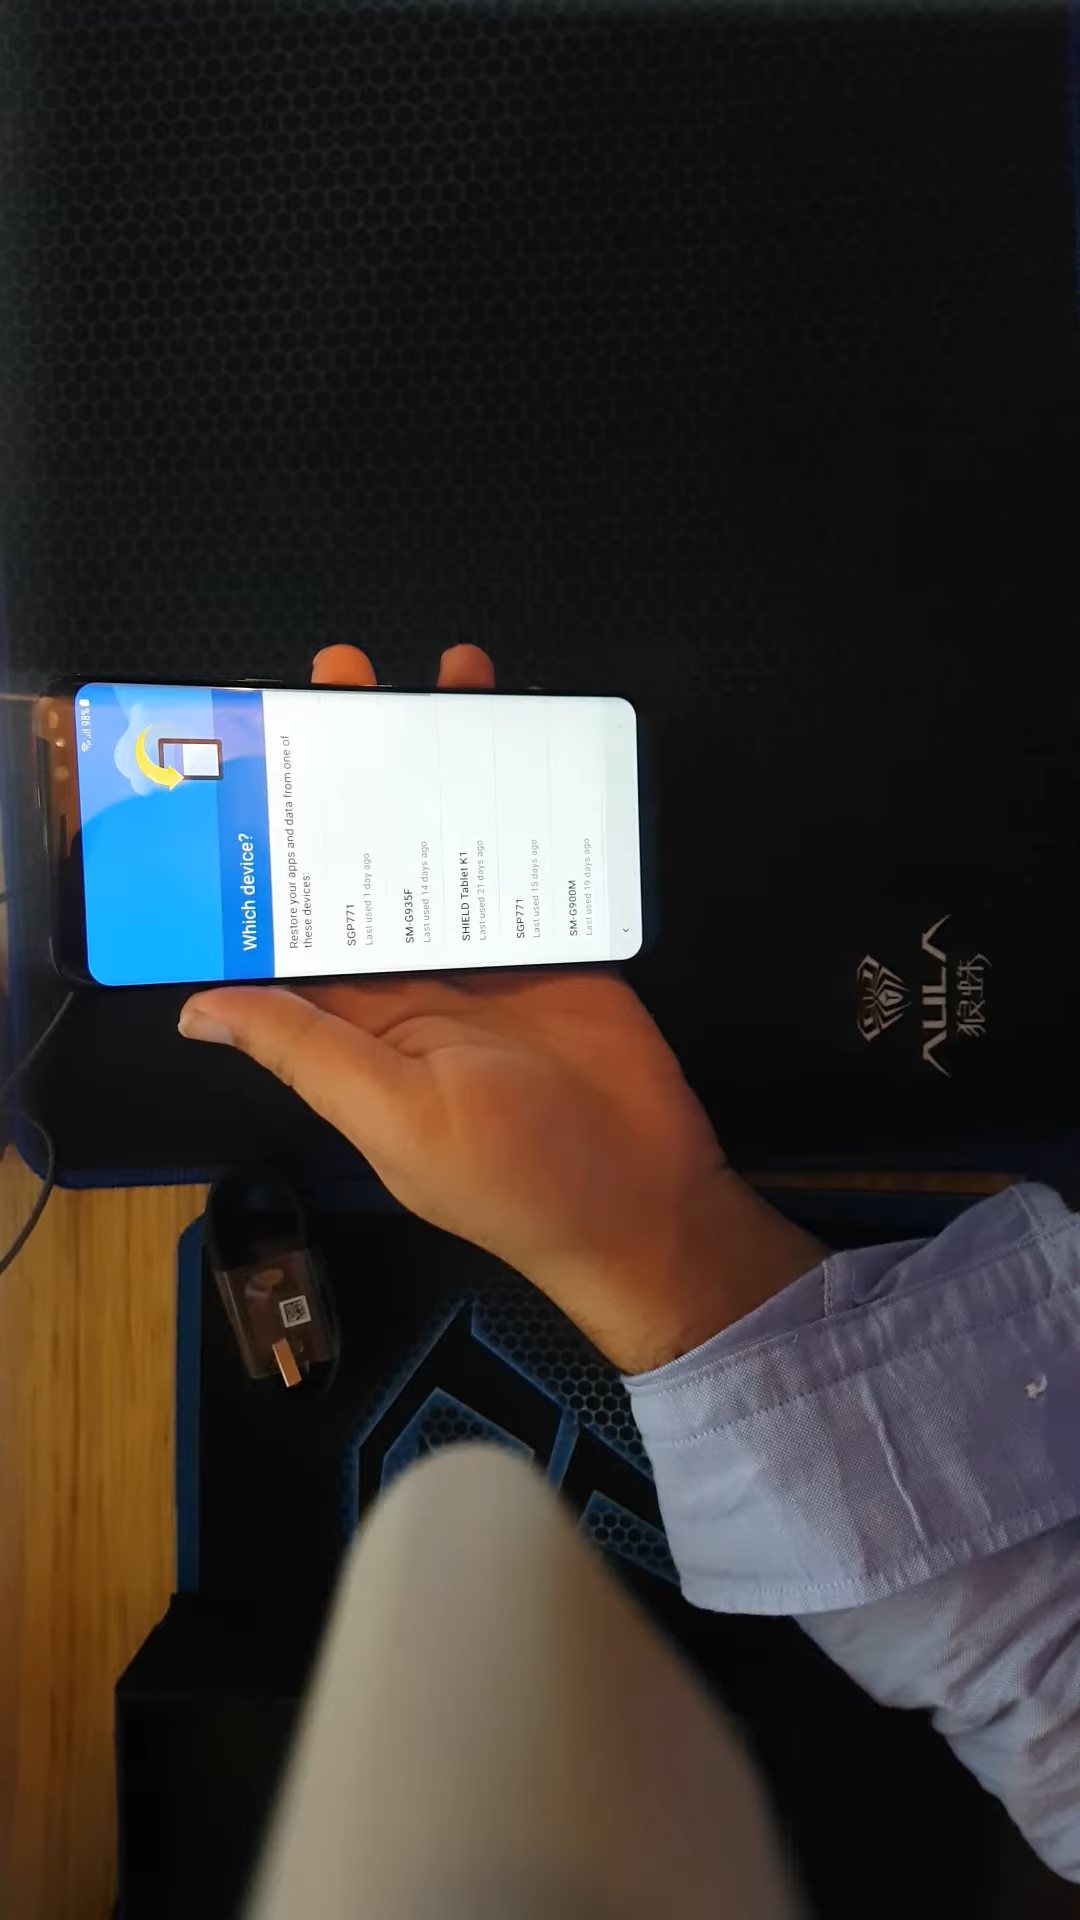 98%
Which device?
Restore your apps and data from one of
these devices:
SGP771
Last used 1 day ago
SM-G935F
Last used 14 days ago
SHIELD Tablet K1
Last used 21 days ago
SGP771
Last used 15 days ago
SM-G900M
Last used 19 days ago
AULA
狼蛛